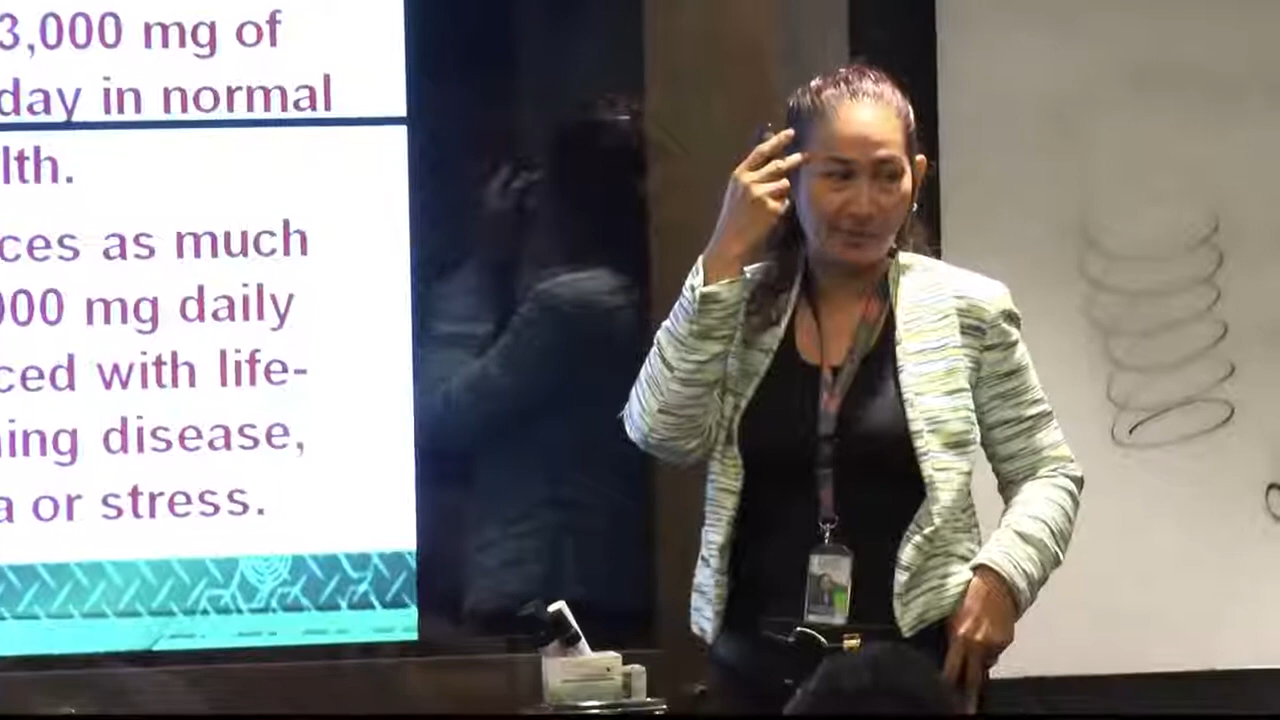 3,000 mg of
day in normal
lth.
ces as much
000 mg daily
ced with life-
ning disease,
a or stress.